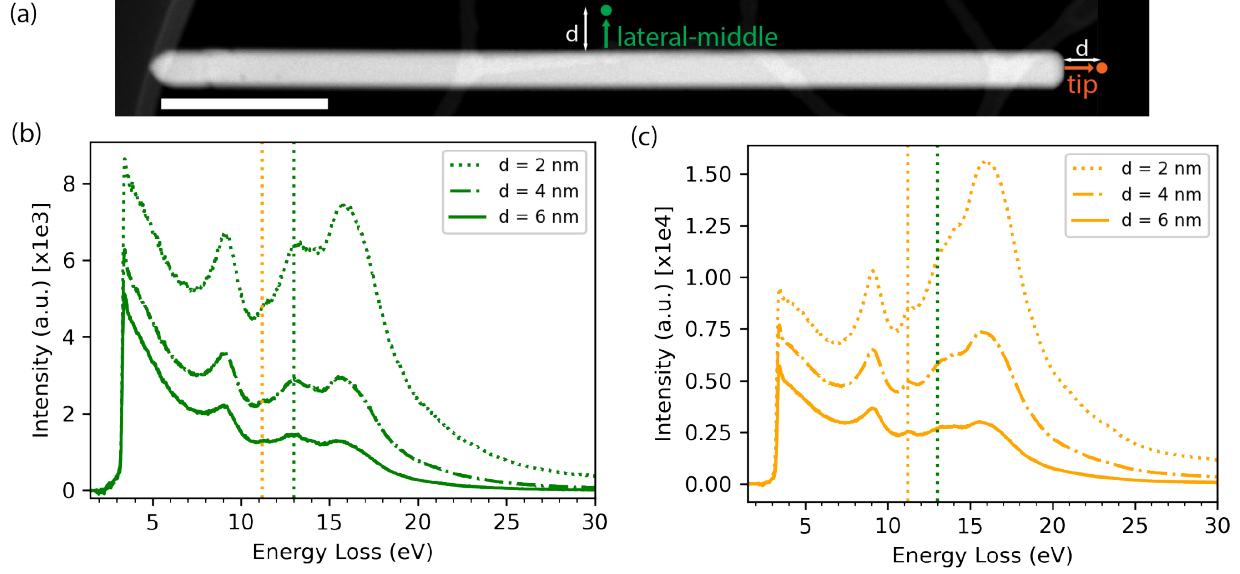 (a)
d
lateral-middle
d
tip
(b)
(c)
d = 2 nm
d = 4 nm
d = 6 nm
8
6
4
2
0
Intensity (a.u.) [x1e3]
5
10
15
20
25
30
Energy Loss (eV)
d = 2 nm
d = 4 nm
d = 6 nm
1.50
1.25
1.00
0.75
0.50
0.25
0.00
Intensity (a.u.) [x1e4]
5
10
15
20
25
30
Energy Loss (eV)